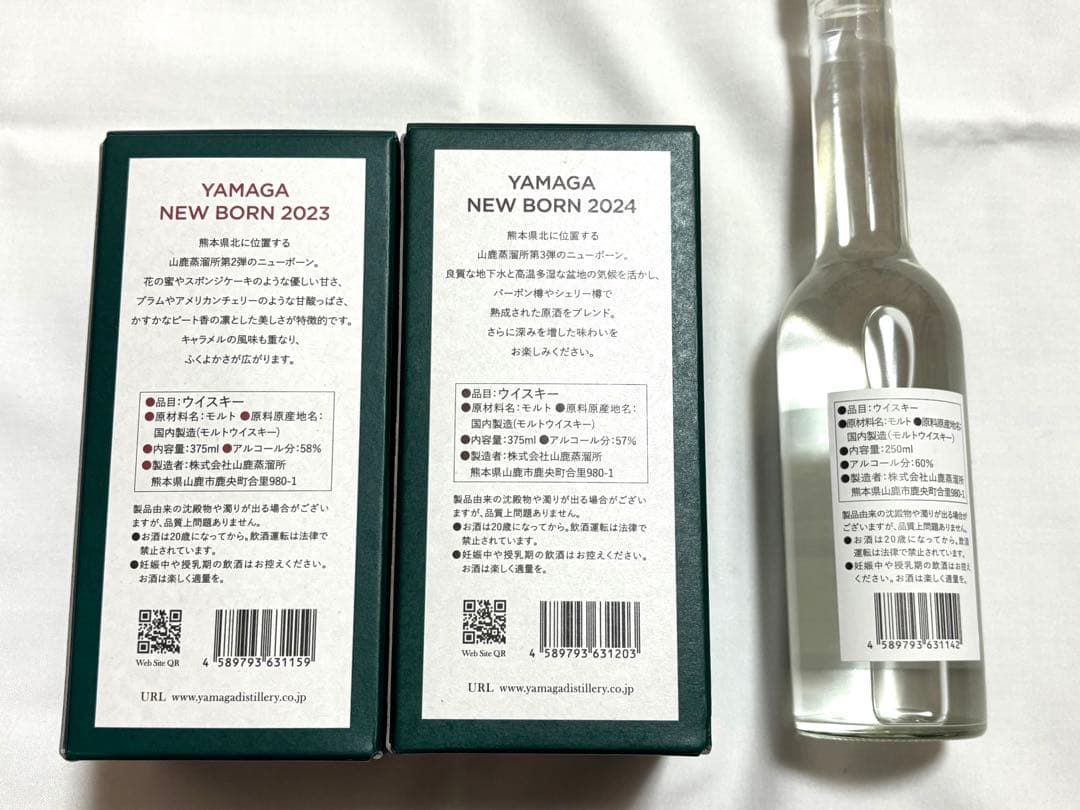 YAMAGA
NEW BORN 2023
熊本県北に位置する
山鹿蒸溜所第2弾のニューボーン。
花の蜜やスポンジケーキのような優しい甘さ、
プラムやアメリカンチェリーのような甘酸っぱさ、
かすかなピート香の凛とした美しさが特徴的です。
キャラメルの風味も重なり、
ふくよかさが広がります。
●品目：ウイスキー
●原材料名：モルト ●原料原産地名：
国内製造(モルトウイスキー)
●内容量：375ml ●アルコール分：58%
●製造者：株式会社山鹿蒸溜所
熊本県山鹿市鹿央町合里980-1
製品由来の沈殿物や濁りが出る場合がござい
ますが、品質上問題ありません。
●お酒は20歳になってから。飲酒運転は法律で
禁止されています。
●妊娠中や授乳期の飲酒はお控えください。
お酒は楽しく適量を。
Web Site QR
4 589793 631159
URL www.yamagadistillery.co.jp
YAMAGA
NEW BORN 2024
熊本県北に位置する
山鹿蒸溜所第3弾のニューボーン。
良質な地下水と高温多湿な盆地の気候を活かし、
バーボン樽やシェリー樽で
熟成された原酒をブレンド。
さらに深みを増した味わいを
お楽しみください。
●品目：ウイスキー
●原材料名：モルト ●原料原産地名：
国内製造(モルトウイスキー)
●内容量：375ml ●アルコール分：57%
●製造者：株式会社山鹿蒸溜所
熊本県山鹿市鹿央町合里980-1
製品由来の沈殿物や濁りが出る場合がござい
ますが、品質上問題ありません。
●お酒は20歳になってから。飲酒運転は法律で
禁止されています。
●妊娠中や授乳期の飲酒はお控えください。
お酒は楽しく適量を。
Web Site QR
4 589793 631203
URL www.yamagadistillery.co.jp
●品目：ウイスキー
●原材料名：モルト ●原料原産地名：
国内製造(モルトウイスキー)
●内容量：250ml
●アルコール分：60%
●製造者：株式会社山鹿蒸溜所
熊本県山鹿市鹿央町合里980-1
製品由来の沈殿物や濁りが出る場合が
ございますが、品質上問題ありません。
●お酒は20歳になってから。飲酒
運転は法律で禁止されています。
●妊娠中や授乳期の飲酒はお控え
ください。お酒は楽しく適量を。
4 589793 631142